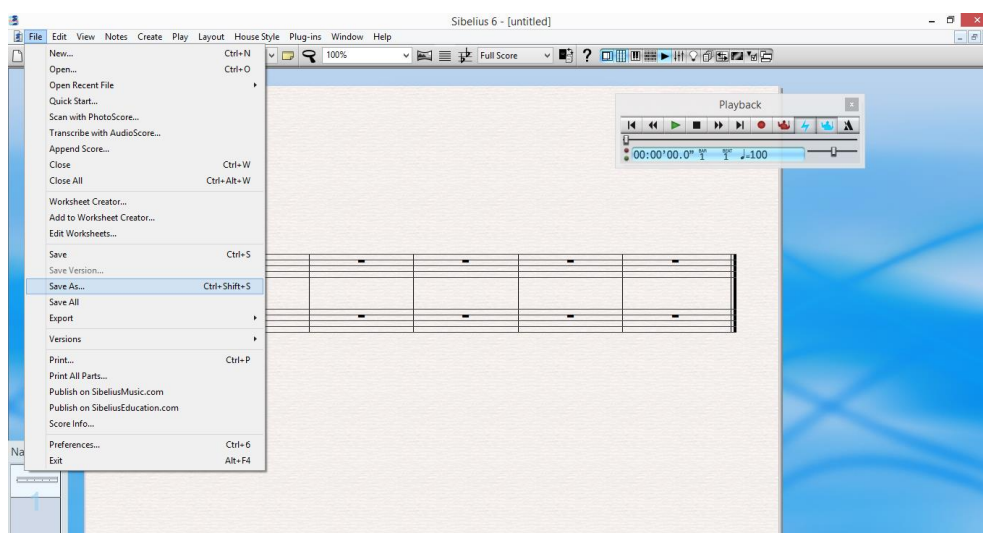 Sibelius 6 - [untitled]
File Edit View Notes Create Play Layout House Style Plug-ins Window Help
100% Full Score ?
New... Ctrl+N
Open... Ctrl+O
Open Recent File
Quick Start...
Scan with PhotoScore...
Transcribe with AudioScore...
Append Score...
Close Ctrl+W
Close All Ctrl+Alt+W
Worksheet Creator...
Add to Worksheet Creator...
Edit Worksheets...
Save Ctrl+S
Save Version...
Save As... Ctrl+Shift+S
Save All
Export
Versions
Print... Ctrl+P
Print All Parts...
Publish on SibeliusMusic.com
Publish on SibeliusEducation.com
Score Info...
Preferences... Ctrl+6
Exit Alt+F4
Playback
00:00'00.0" BAR 1 BEAT 1 ♩=100
Na
1